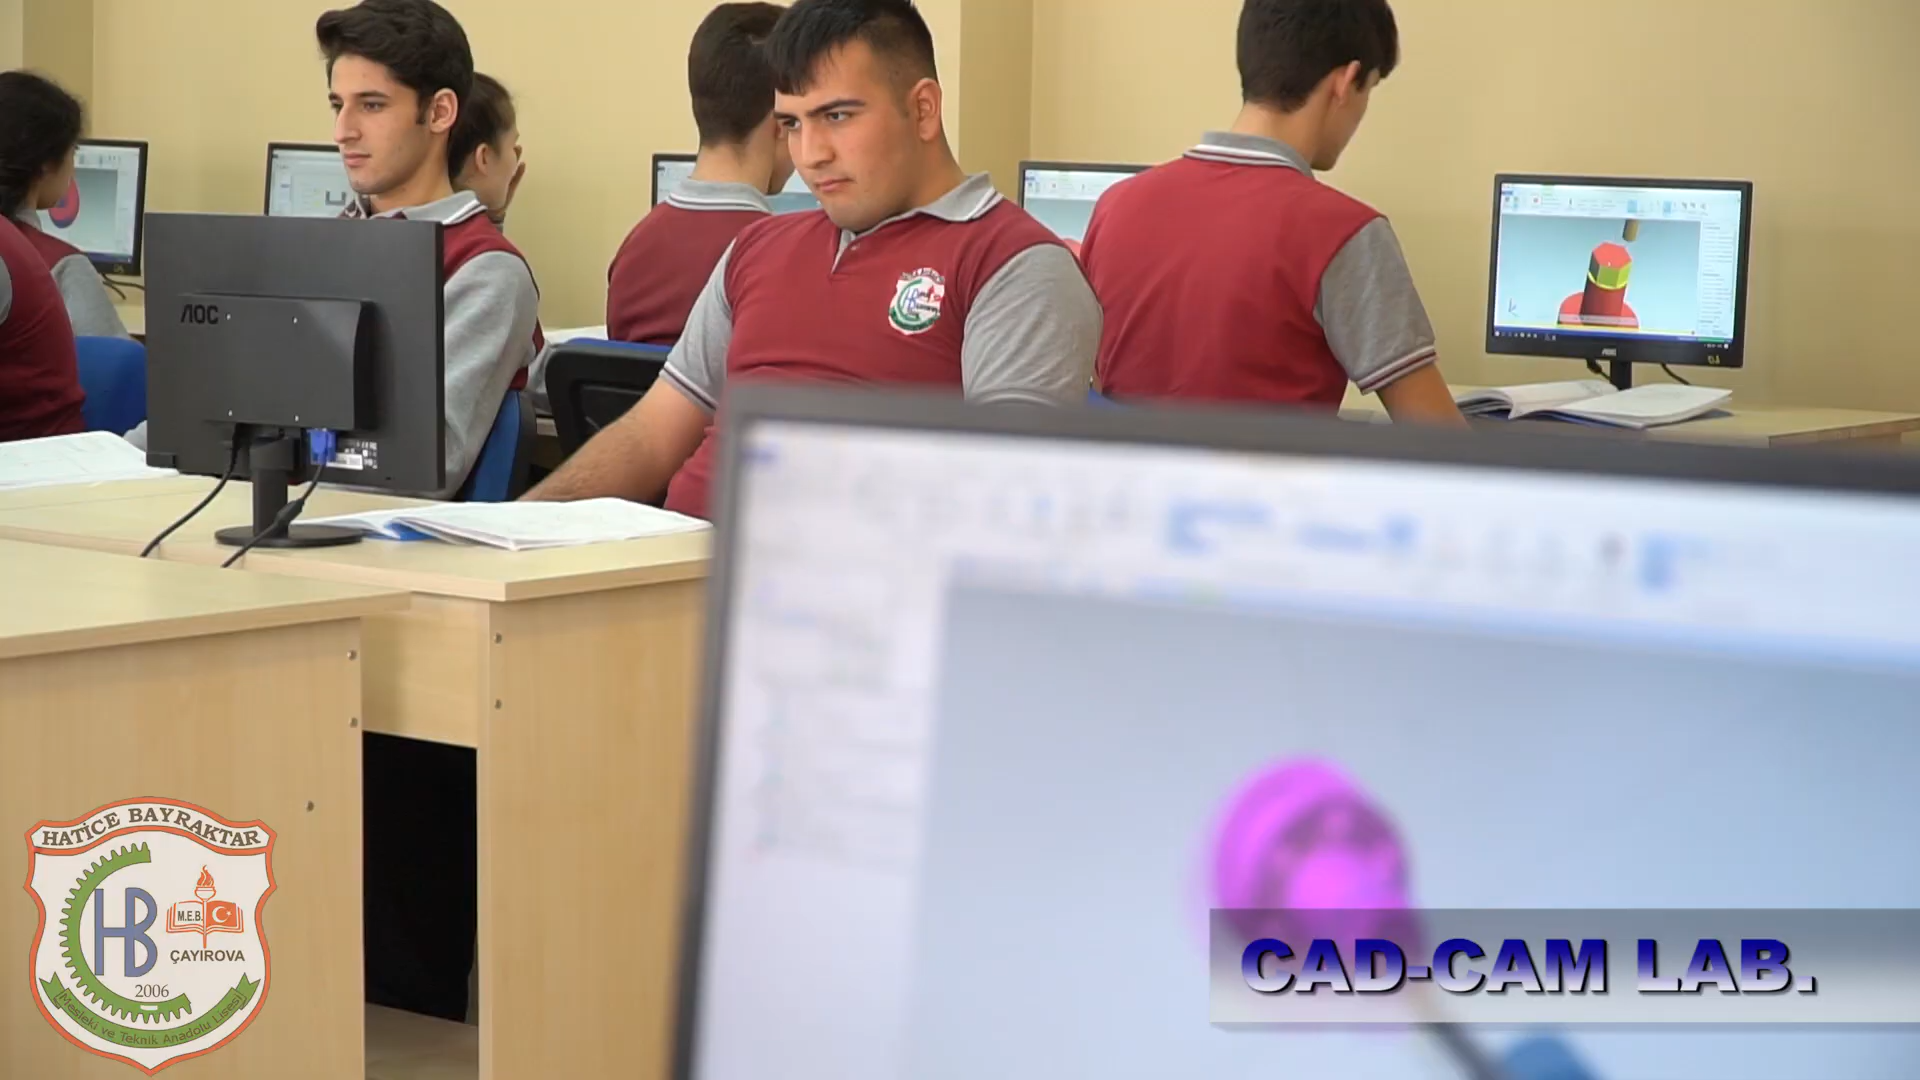 AOC
HATİCE BAYRAKTAR
HB
M.E.B.
ÇAYIROVA
2006
Mesleki ve Teknik Anadolu Lisesi
CAD-CAM LAB.